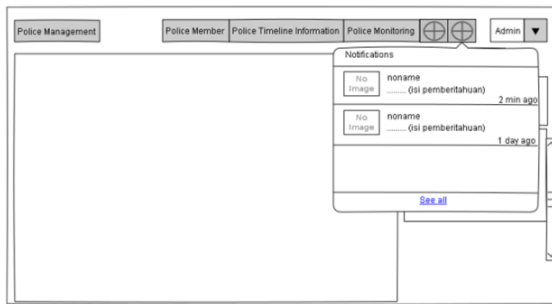 Police Management Police Member Police Timeline Information Police Monitoring Admin
Notifications
No Image noname
........ (isi pemberitahuan)
2 min ago
No Image noname
........ (isi pemberitahuan)
1 day ago
See all